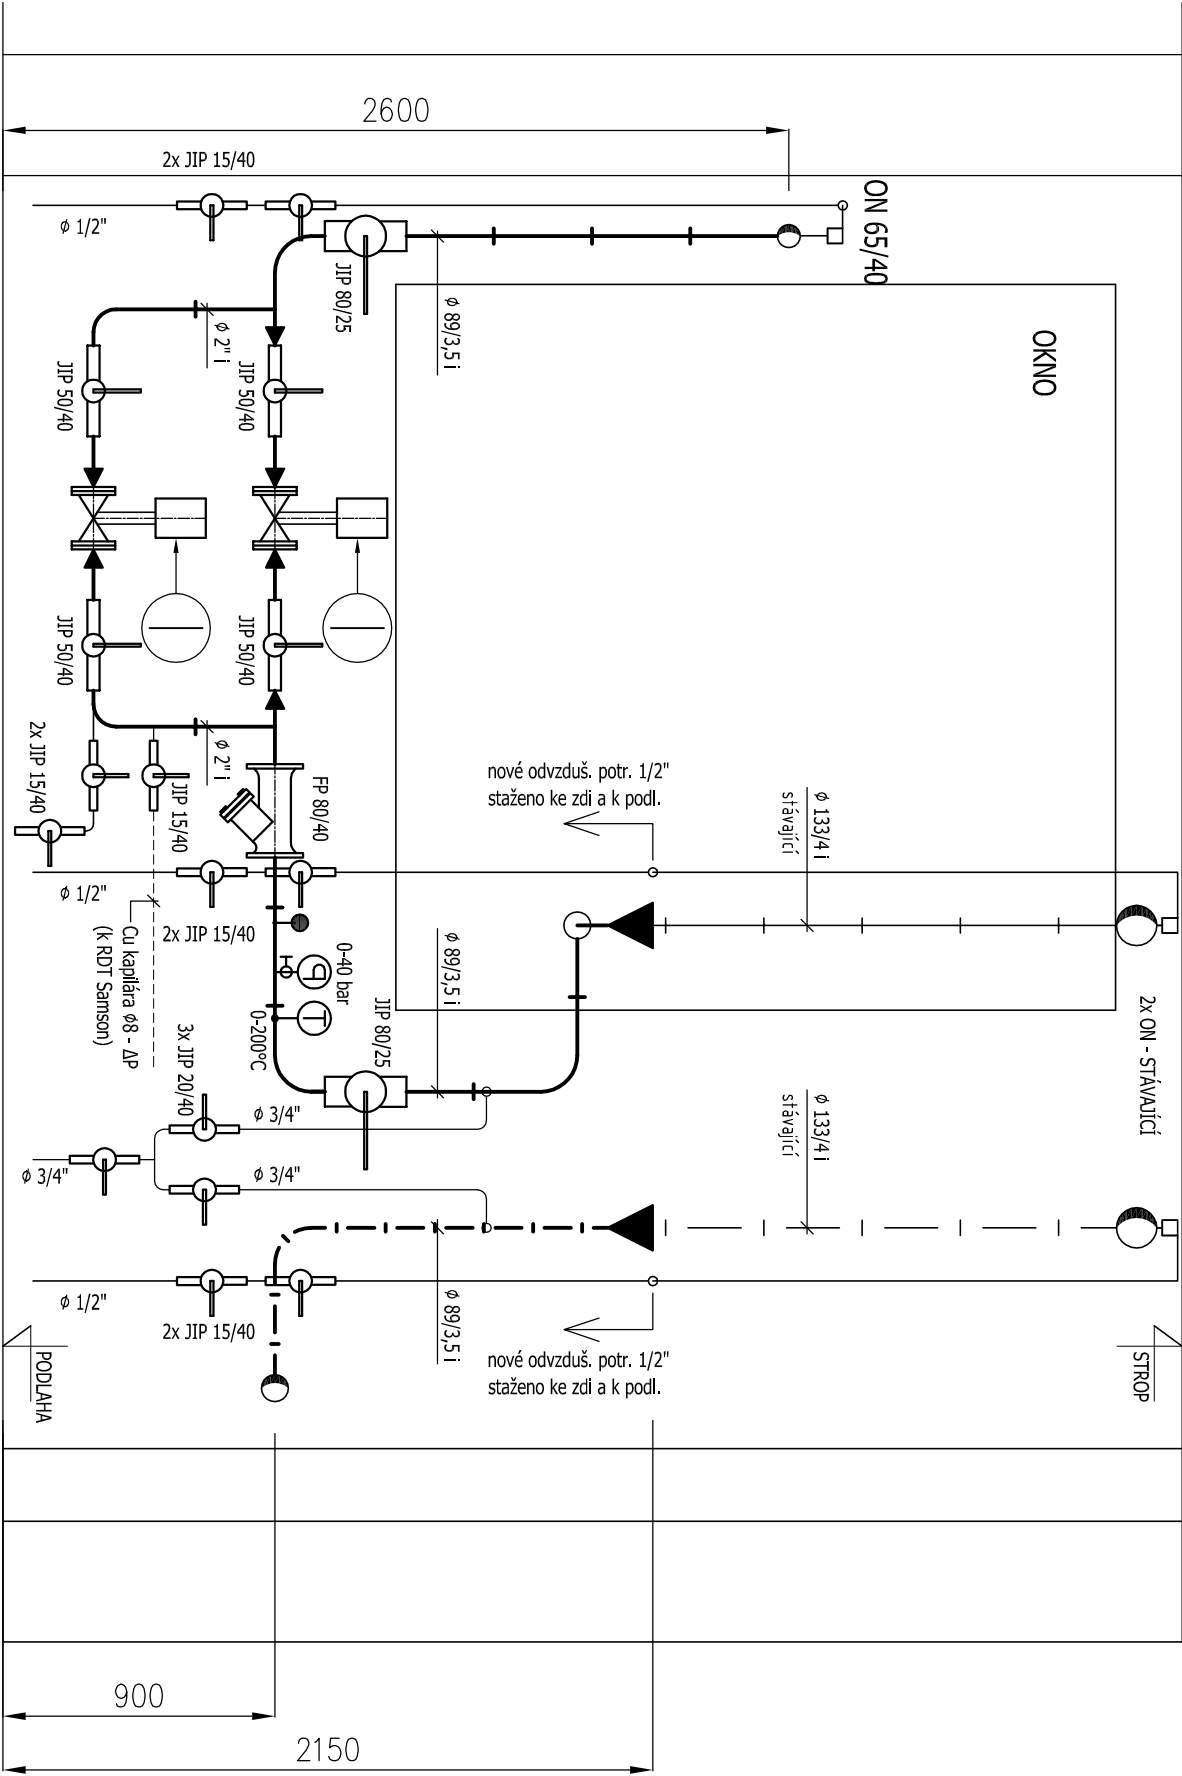 2600
2x JIP 15/40
ϕ 1/2"
ON 65/40
JIP 80/25
ϕ 89/3,5 i
OKNO
ϕ 2" i
JIP 50/40
JIP 50/40
JIP 50/40
JIP 50/40
2x JIP 15/40
ϕ 2" i
JIP 15/40
FP 80/40
nové odvzduš. potr. 1/2"
staženo ke zdi a k podl.
ϕ 133/4 i
stávající
ϕ 1/2"
2x JIP 15/40
Cu kapilára ϕ8 - ΔP
(k RDT Samson)
0-40 bar
p
T
0-200°C
ϕ 89/3,5 i
JIP 80/25
2x ON - STÁVAJÍCÍ
3x JIP 20/40
ϕ 3/4"
ϕ 3/4"
ϕ 3/4"
ϕ 133/4 i
stávající
ϕ 1/2"
2x JIP 15/40
ϕ 89/3,5 i
nové odvzduš. potr. 1/2"
staženo ke zdi a k podl.
PODLAHA
STROP
900
2150